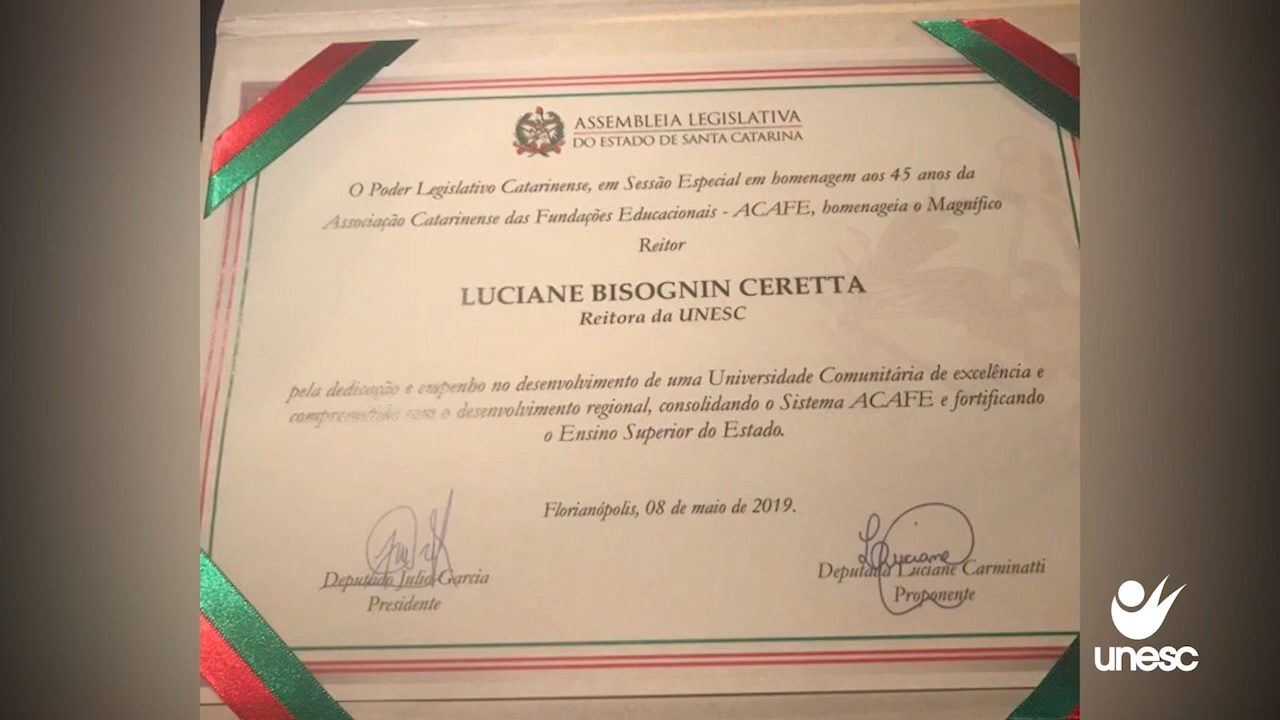 ASSEMBLEIA LEGISLATIVA
DO ESTADO DE SANTA CATARINA
O Poder Legislativo Catarinense, em Sessão Especial em homenagem aos 45 anos da
Associação Catarinense das Fundações Educacionais - ACAFE, homenageia o Magnífico
Reitor
LUCIANE BISOGNIN CERETTA
Reitora da UNESC
pela dedicação e empenho no desenvolvimento de uma Universidade Comunitária de excelência e
o desenvolvimento regional, consolidando o Sistema ACAFE e fortificando
o Ensino Superior do Estado.
Florianópolis, 08 de maio de 2019.
Luciane
Deputado Julio Garcia
Deputada Luciane Carminatti
Presidente
Proponente
unesc